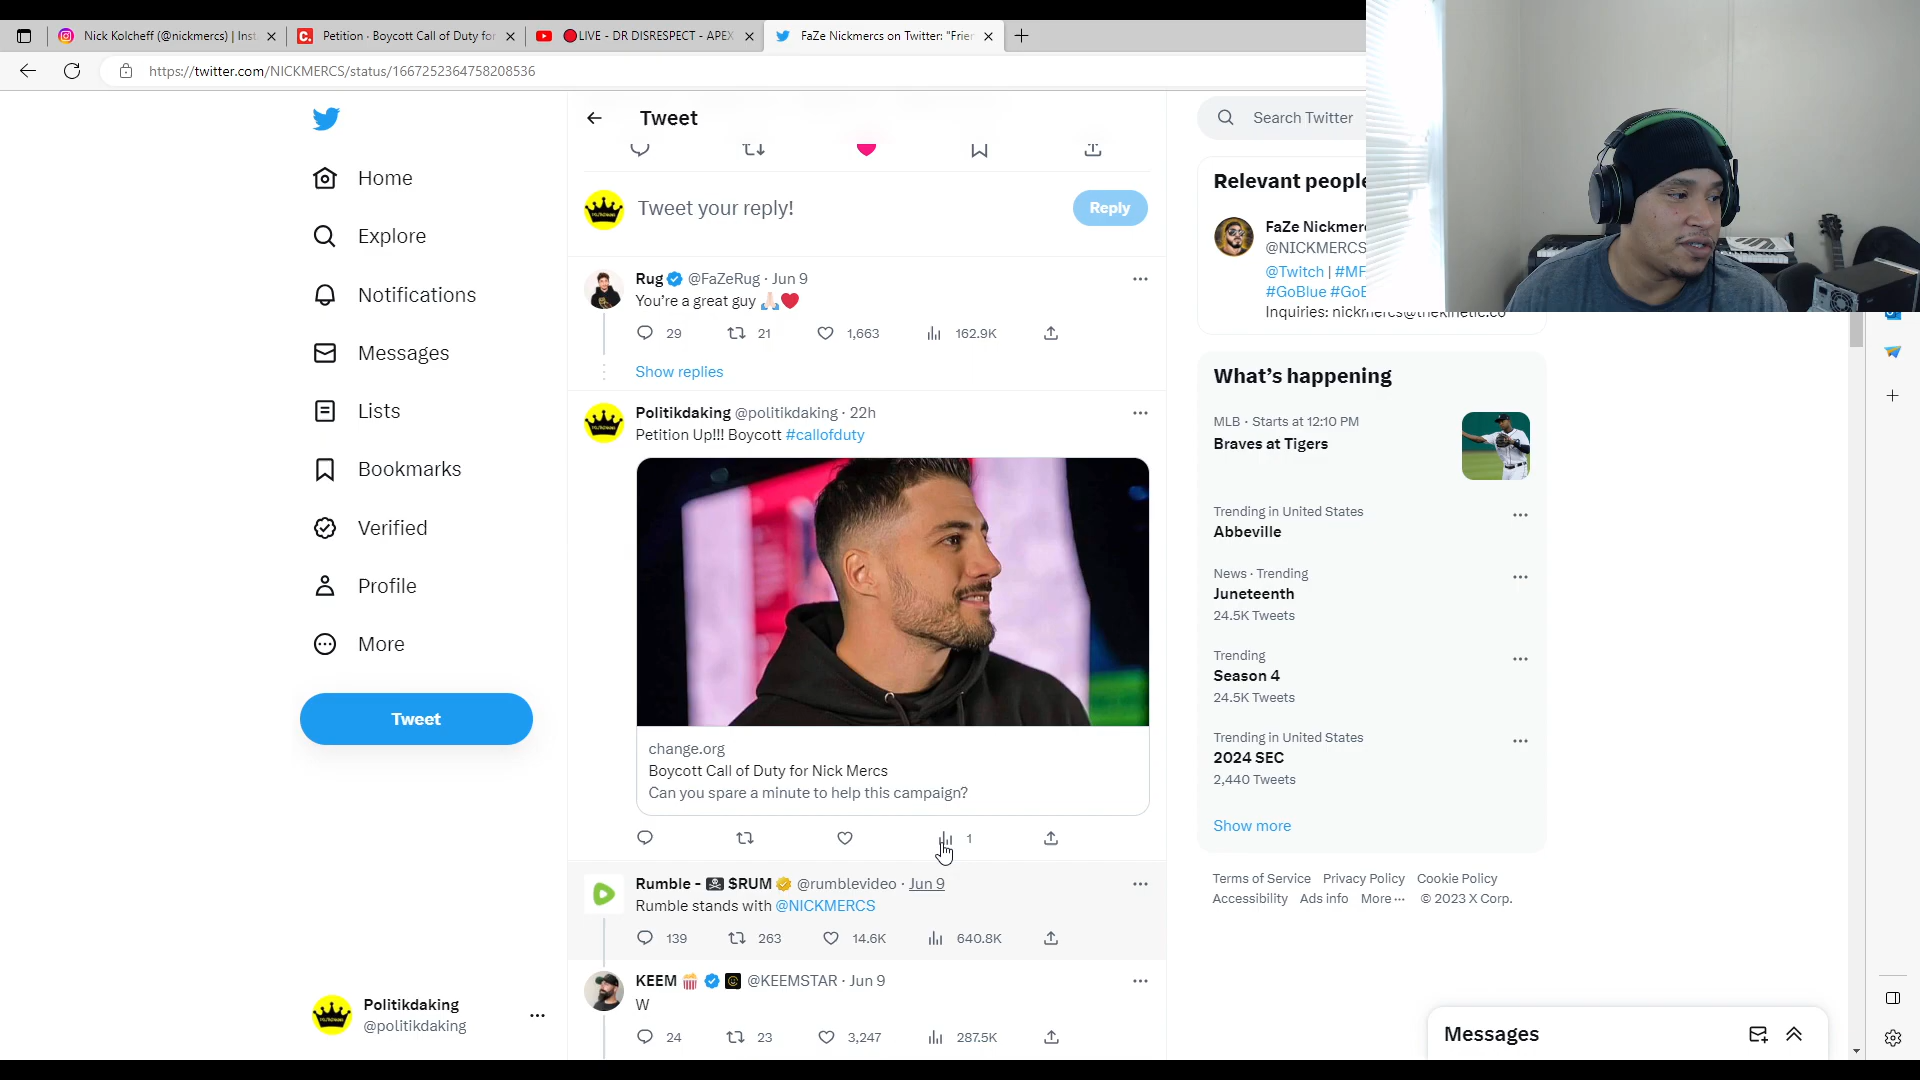 Nick Kolcheff (@nickmercs) | Inst
Petition · Boycott Call of Duty for
LIVE - DR DISRESPECT - APEX
FaZe Nickmercs on Twitter: "Frien
https://twitter.com/NICKMERCS/status/1667252364758208536
Home
Explore
Notifications
Messages
Lists
Bookmarks
Verified
Profile
More
Tweet
Politikdaking
@politikdaking
Tweet
Tweet your reply!
Reply
Rug @FaZeRug · Jun 9
You're a great guy 🙏🏻❤️
29 21 1,663 162.9K
Show replies
Politikdaking @politikdaking · 22h
Petition Up!!! Boycott #callofduty
change.org
Boycott Call of Duty for Nick Mercs
Can you spare a minute to help this campaign?
1
Rumble - 🏴‍☠️ $RUM @rumblevideo · Jun 9
Rumble stands with @NICKMERCS
139 263 14.6K 640.8K
KEEM 🍿 @KEEMSTAR · Jun 9
W
24 23 3,247 287.5K
Search Twitter
Relevant people
FaZe Nickmer
@NICKMERCS
@Twitch | #MF
#GoBlue #GoB
Inquiries: nickmercs@thekinetic.co
What's happening
MLB · Starts at 12:10 PM
Braves at Tigers
Trending in United States
Abbeville
News · Trending
Juneteenth
24.5K Tweets
Trending
Season 4
24.5K Tweets
Trending in United States
2024 SEC
2,440 Tweets
Show more
Terms of Service Privacy Policy Cookie Policy
Accessibility Ads info More ··· © 2023 X Corp.
Messages